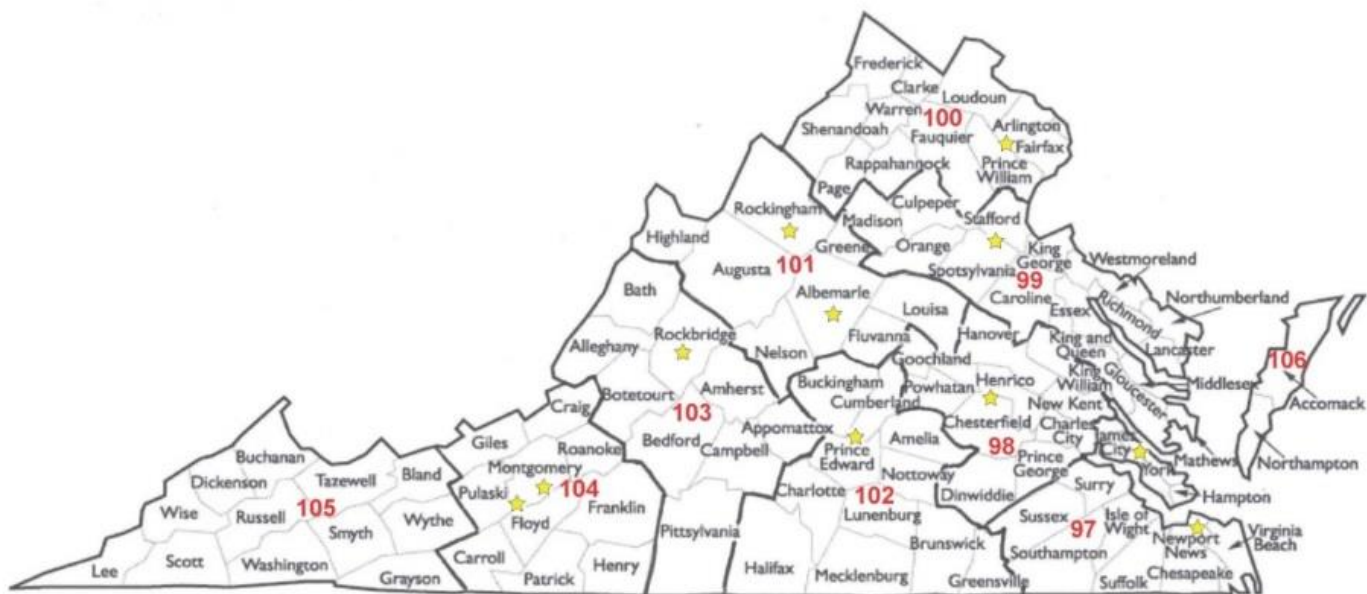 Frederick
Clarke
Loudoun
Warren
100
Shenandoah
Arlington
Fauquier
Fairfax
Rappahannock
Prince
William
Page
Rockingham
Madison
Culpeper
Stafford
Highland
Greene
Orange
King
George
Westmoreland
Augusta
101
Spotsylvania
99
Bath
Albemarle
Caroline
Richmond
Northumberland
Essex
Louisa
Rockbridge
Fluvanna
Hanover
King and
Queen
Lancaster
Alleghany
Nelson
Goochland
106
Buckingham
Powhatan
Henrico
King
William
Gloucester
Middlesex
Botetourt
Amherst
Cumberland
New Kent
Accomack
Craig
103
Appomattox
Chesterfield
Charles
City
James
City
Giles
Roanoke
Bedford
Campbell
Prince
Edward
Amelia
98
Prince
George
York
Mathews
Northampton
Buchanan
Bland
Montgomery
Nottoway
Hampton
Dickenson
Tazewell
Pulaski
104
Charlotte
102
Dinwiddie
Surry
Wise
Russell
105
Wythe
Floyd
Franklin
Pittsylvania
Lunenburg
Sussex
97
Isle of
Wight
Newport
News
Virginia
Beach
Smyth
Lee
Scott
Washington
Grayson
Carroll
Patrick
Henry
Halifax
Mecklenburg
Brunswick
Greensville
Southampton
Suffolk
Chesapeake